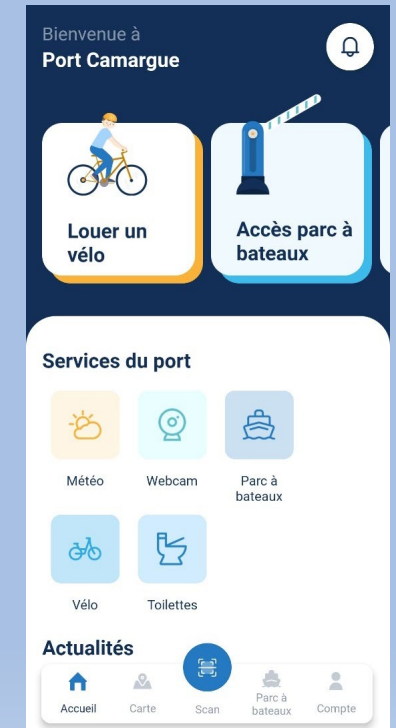 Bienvenue à
Port Camargue
Louer un
vélo
Accès parc à
bateaux
Services du port
Météo
Webcam
Parc à
bateaux
Vélo
Toilettes
Actualités
Accueil
Carte
Scan
Parc à
bateaux
Compte